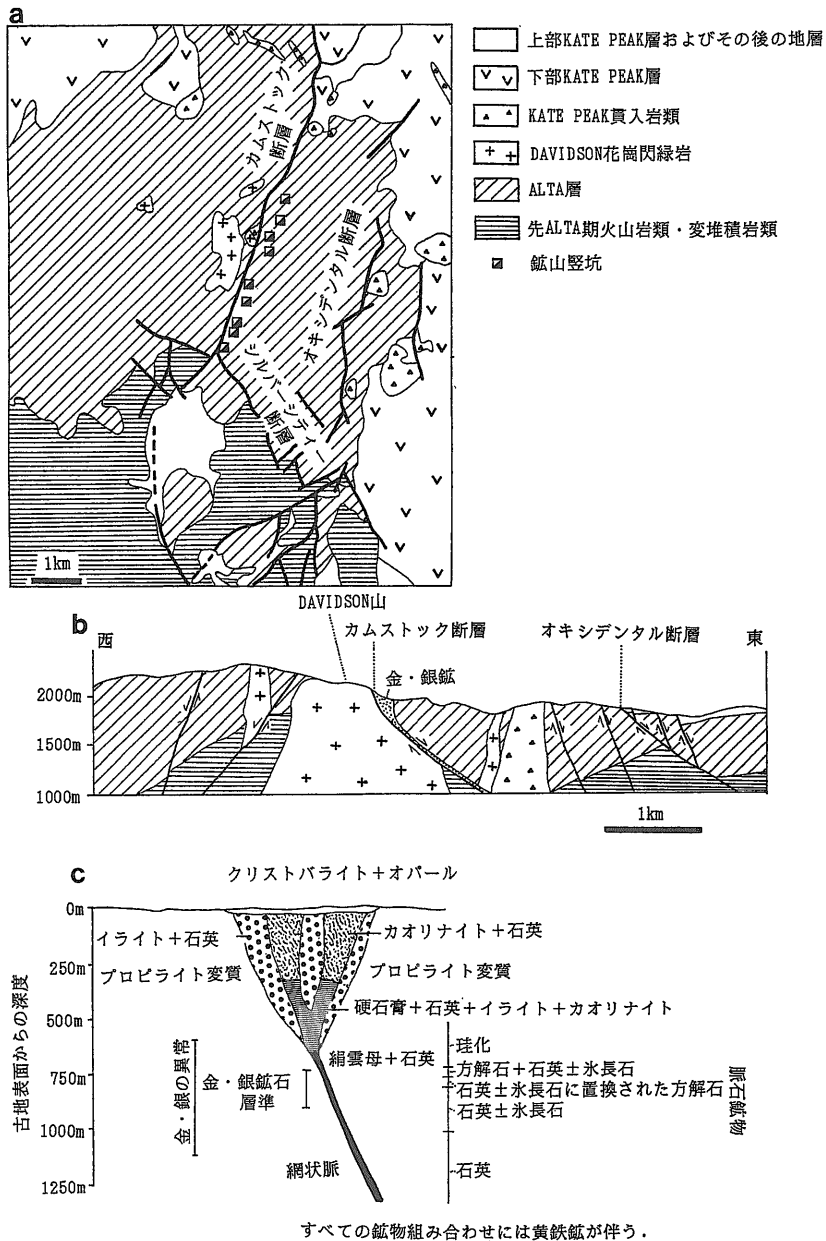 a
カムストック
断層
オキシデンタル断層
シルバーシティー
断層
1km
上部KATE PEAK層およびその後の地層
下部KATE PEAK層
KATE PEAK貫入岩類
DAVIDSON花崗閃緑岩
ALTA層
先ALTA期火山岩類・変堆積岩類
鉱山竪坑
b
西
DAVIDSON山
カムストック断層
オキシデンタル断層
東
金・銀鉱
2000m
1500m
1000m
1km
c
クリストバライト+オパール
0m
イライト+石英
カオリナイト+石英
250m
プロピライト変質
プロピライト変質
硬石膏+石英+イライト+カオリナイト
500m
珪化
絹雲母+石英
方解石+石英±氷長石
750m
金・銀鉱石
層準
石英±氷長石に置換された方解石
石英±氷長石
1000m
網状脈
石英
1250m
古地表面からの深度
金・銀の異常
脈石鉱物
すべての鉱物組み合わせには黄鉄鉱が伴う.